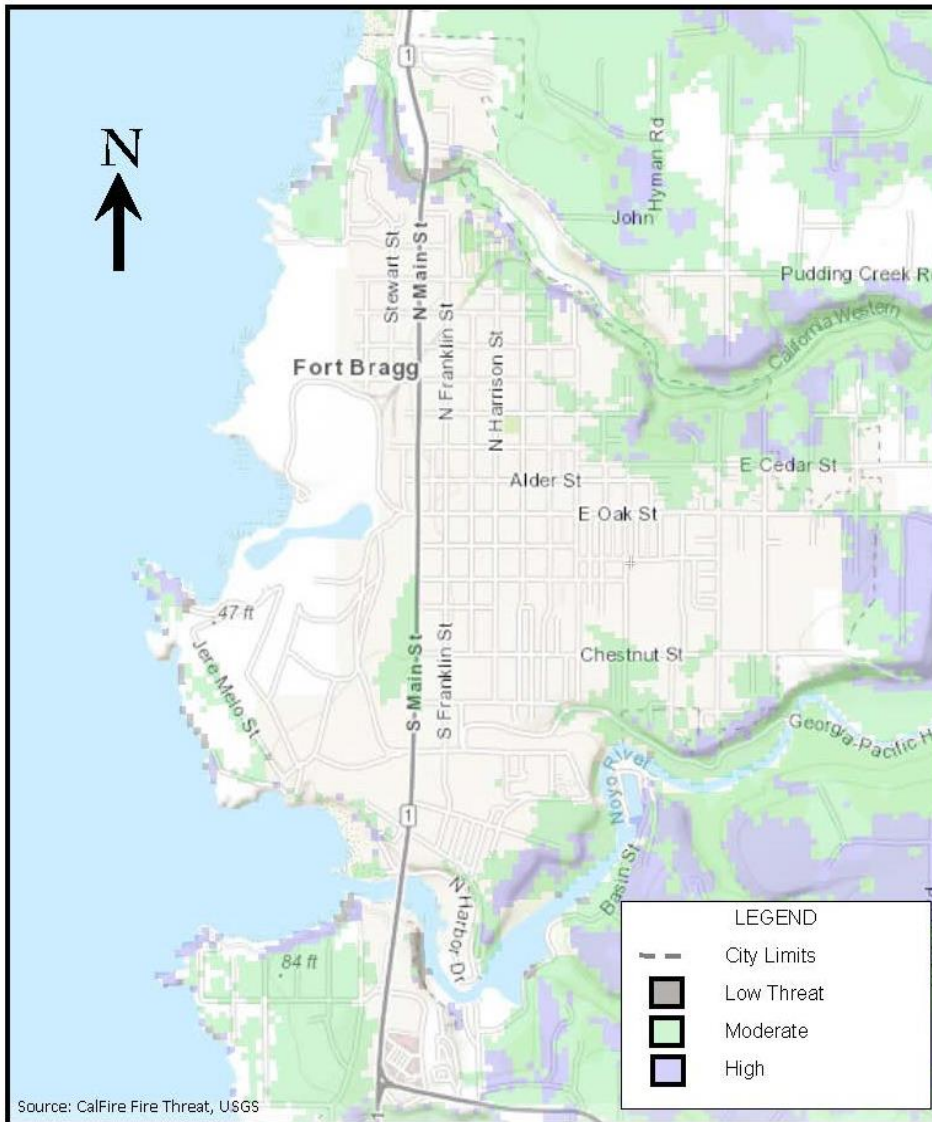 1
N
Hyman Rd
John
Stewart St
N-Main-St
Pudding Creek R
California Western
N Franklin St
Fort Bragg
N Harrison St
E Cedar St
Alder St
E Oak St
47 ft
Jere Melo St
S-Main-St
S Franklin St
Chestnut St
Georgia-Pacific H
Noyo River
1
Basin St
N-Harbor Dr
84 ft
LEGEND
City Limits
Low Threat
Moderate
High
Source: CalFire Fire Threat, USGS
1